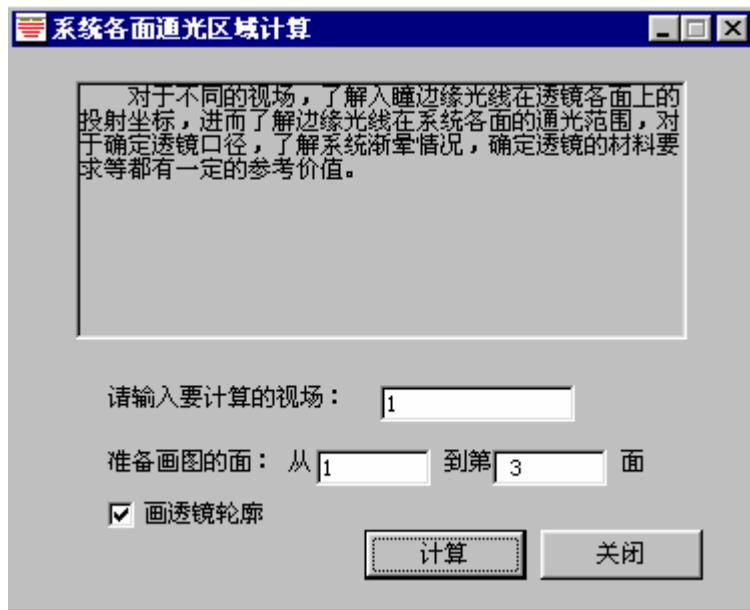 系统各面通光区域计算
对于不同的视场，了解入瞳边缘光线在透镜各面上的
投射坐标，进而了解边缘光线在系统各面的通光范围，对
于确定透镜口径，了解系统渐晕情况，确定透镜的材料要
求等都有一定的参考价值。
请输入要计算的视场： 1
准备画图的面： 从 1 到第 3 面
画透镜轮廓
计算 关闭